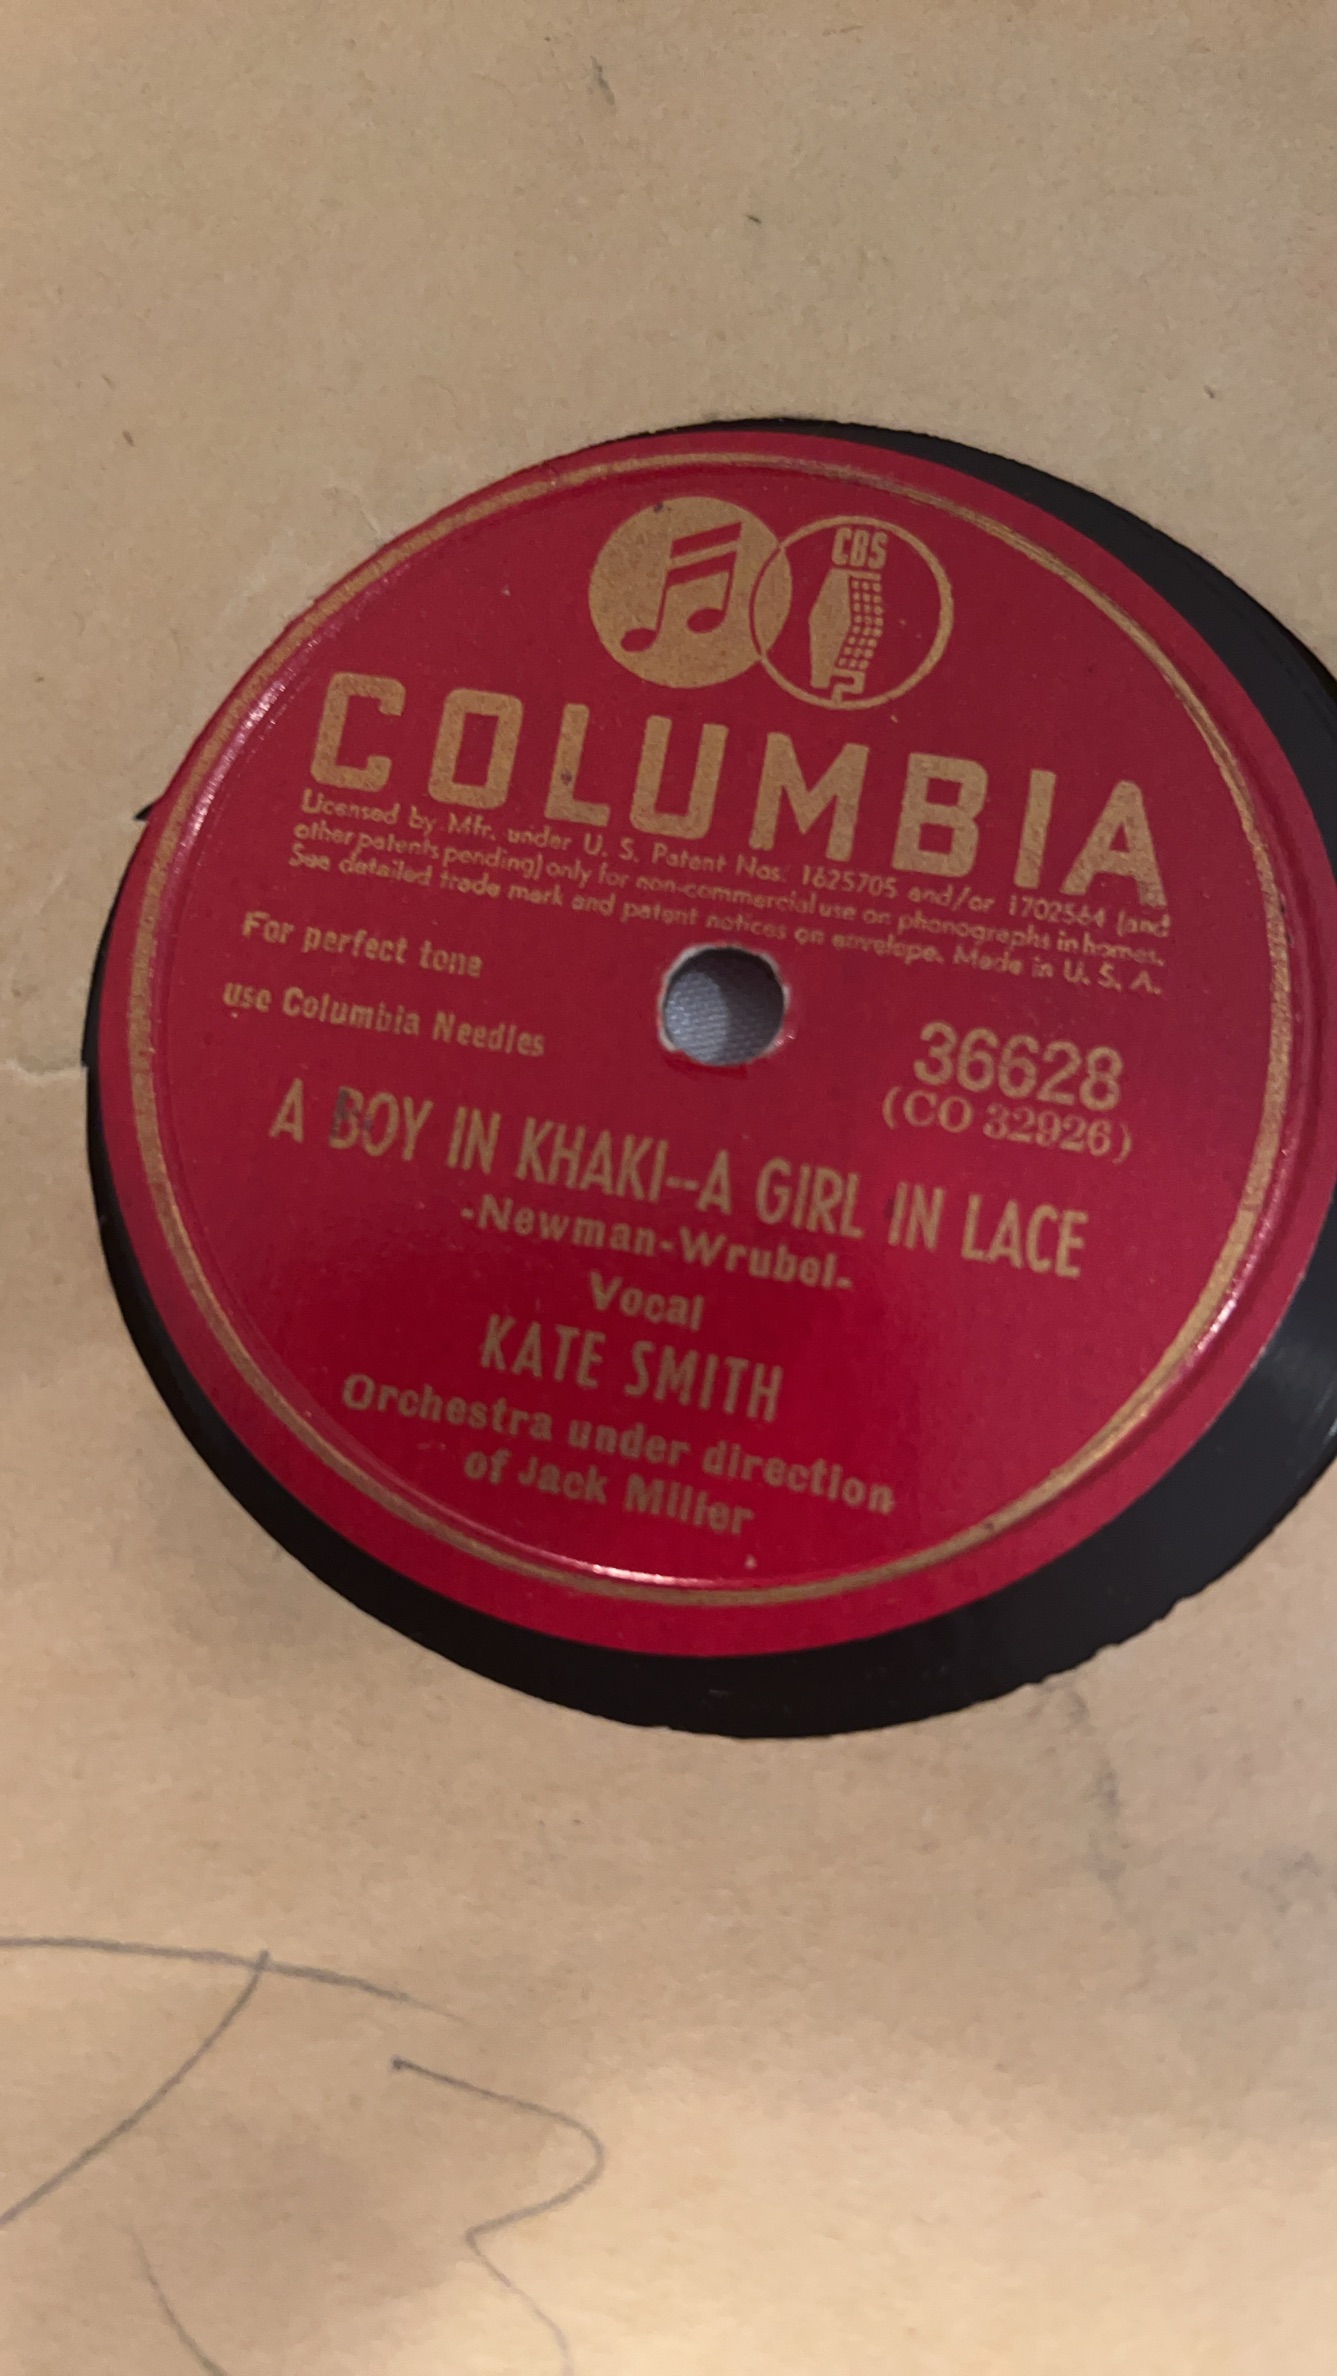 CBS
COLUMBIA
Licensed by Mfr. under U. S. Patent Nos. 1625705 and/or 1702564 (and
other patents pending) only for non-commercial use on phonographs in homes.
See detailed trade mark and patent notices on envelope. Made in U. S. A.
For perfect tone
use Columbia Needles
36628
(CO 32926)
A BOY IN KHAKI--A GIRL IN LACE
-Newman-Wrubel-
Vocal
KATE SMITH
Orchestra under direction
of Jack Miller